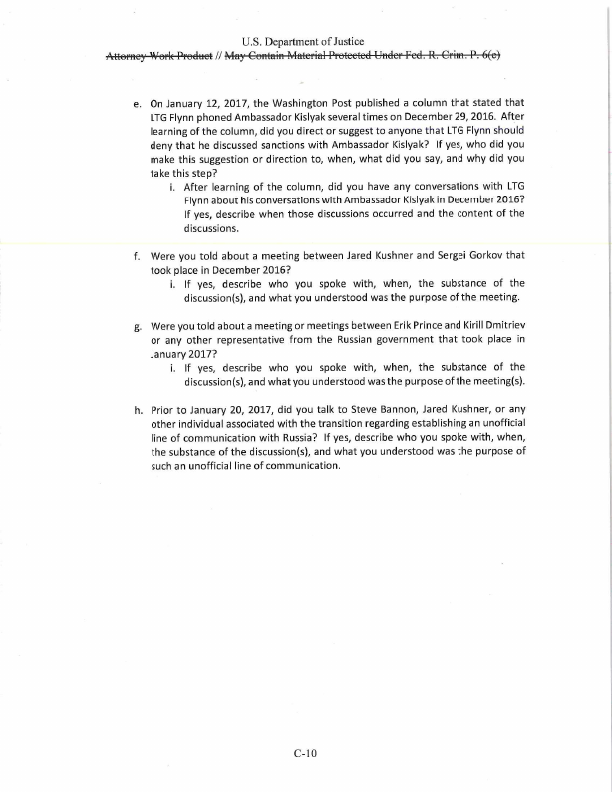 U.S. Department of Justice
Attorney Work Product // May Contain Material Protected Under Fed. R. Crim. P. 6(e)
e. On January 12, 2017, the Washington Post published a column that stated that
LTG Flynn phoned Ambassador Kislyak several times on December 29, 2016. After
learning of the column, did you direct or suggest to anyone that LTG Flynn should
deny that he discussed sanctions with Ambassador Kislyak? If yes, who did you
make this suggestion or direction to, when, what did you say, and why did you
take this step?
i. After learning of the column, did you have any conversations with LTG
Flynn about his conversations with Ambassador Kislyak in December 2016?
If yes, describe when those discussions occurred and the content of the
discussions.
f. Were you told about a meeting between Jared Kushner and Sergei Gorkov that
took place in December 2016?
i. If yes, describe who you spoke with, when, the substance of the
discussion(s), and what you understood was the purpose of the meeting.
g. Were you told about a meeting or meetings between Erik Prince and Kirill Dmitriev
or any other representative from the Russian government that took place in
January 2017?
i. If yes, describe who you spoke with, when, the substance of the
discussion(s), and what you understood was the purpose of the meeting(s).
h. Prior to January 20, 2017, did you talk to Steve Bannon, Jared Kushner, or any
other individual associated with the transition regarding establishing an unofficial
line of communication with Russia? If yes, describe who you spoke with, when,
the substance of the discussion(s), and what you understood was the purpose of
such an unofficial line of communication.
C-10